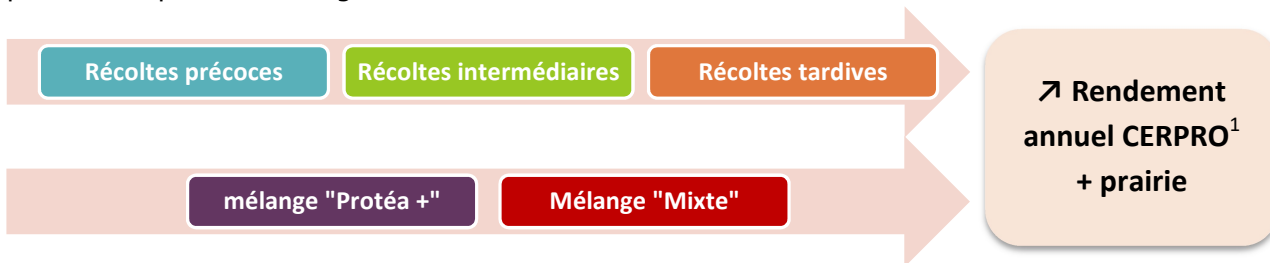 Récoltes précoces
Récoltes intermédiaires
Récoltes tardives
mélange "Protéa +"
Mélange "Mixte"
↗ Rendement
annuel CERPRO¹
+ prairie